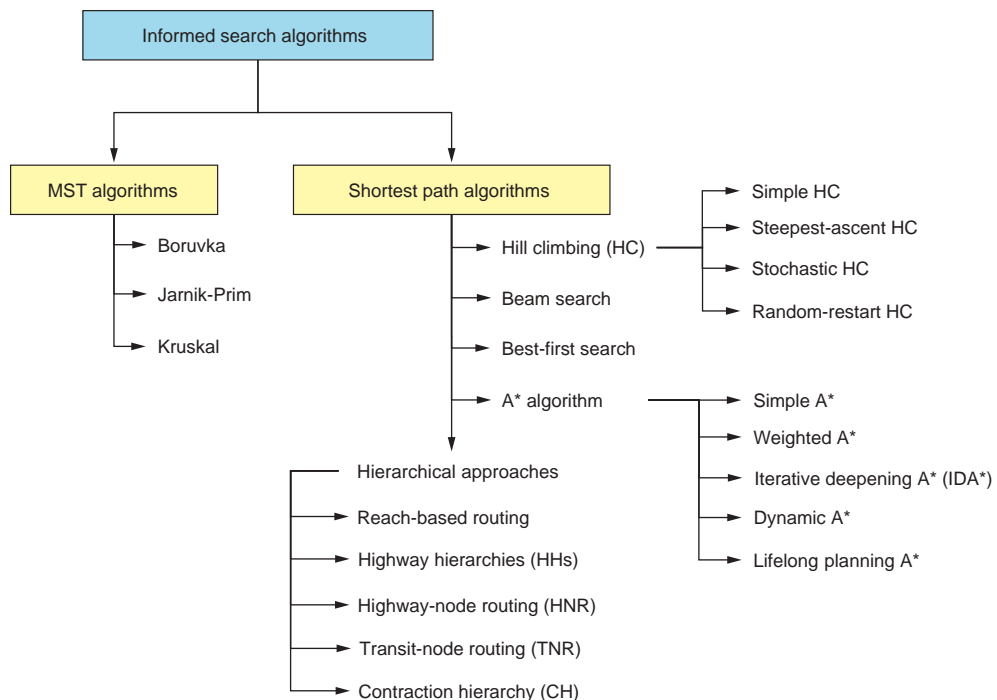 Informed search algorithms
MST algorithms
Boruvka
Jarnik-Prim
Kruskal
Shortest path algorithms
Hill climbing (HC)
Simple HC
Steepest-ascent HC
Stochastic HC
Random-restart HC
Beam search
Best-first search
A* algorithm
Simple A*
Weighted A*
Iterative deepening A* (IDA*)
Dynamic A*
Lifelong planning A*
Hierarchical approaches
Reach-based routing
Highway hierarchies (HHs)
Highway-node routing (HNR)
Transit-node routing (TNR)
Contraction hierarchy (CH)